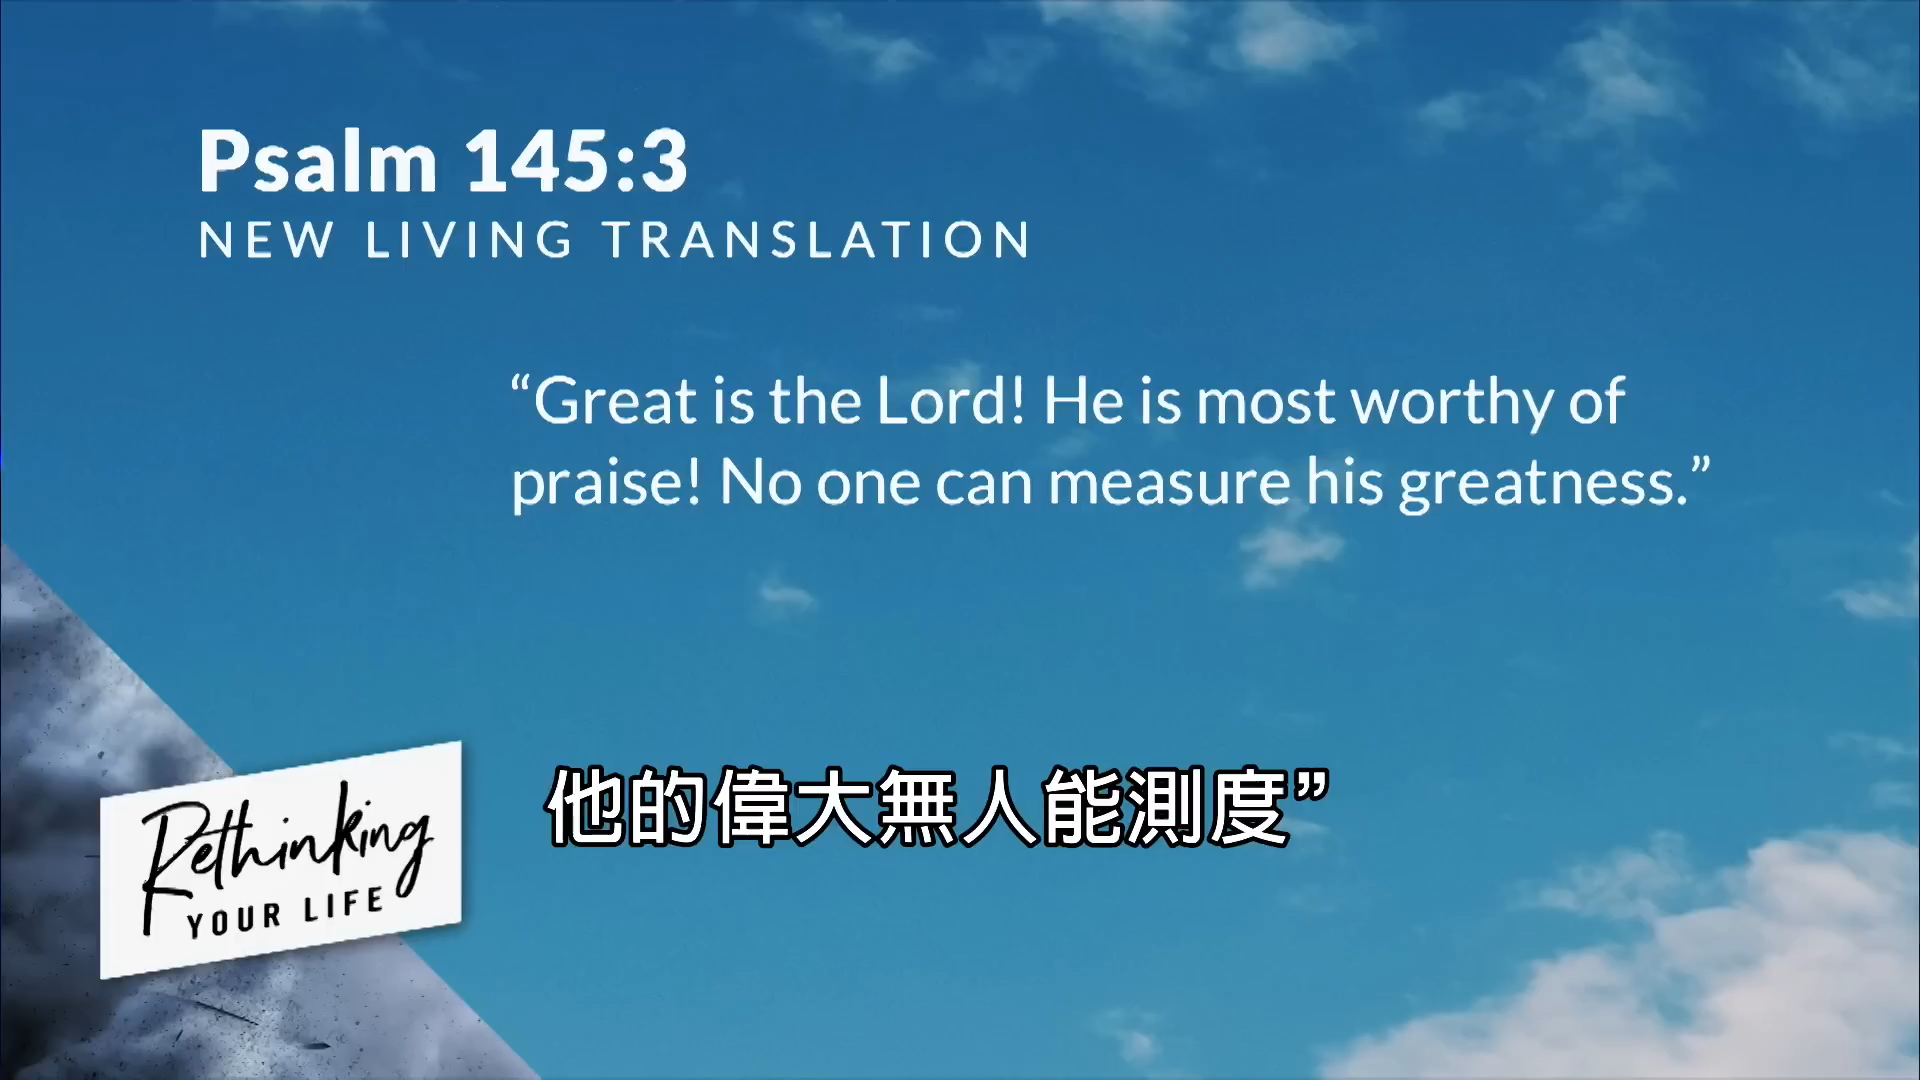 Psalm 145:3
NEW LIVING TRANSLATION
“Great is the Lord! He is most worthy of
praise! No one can measure his greatness.”
他的偉大無人能測度”
Rethinking
YOUR LIFE